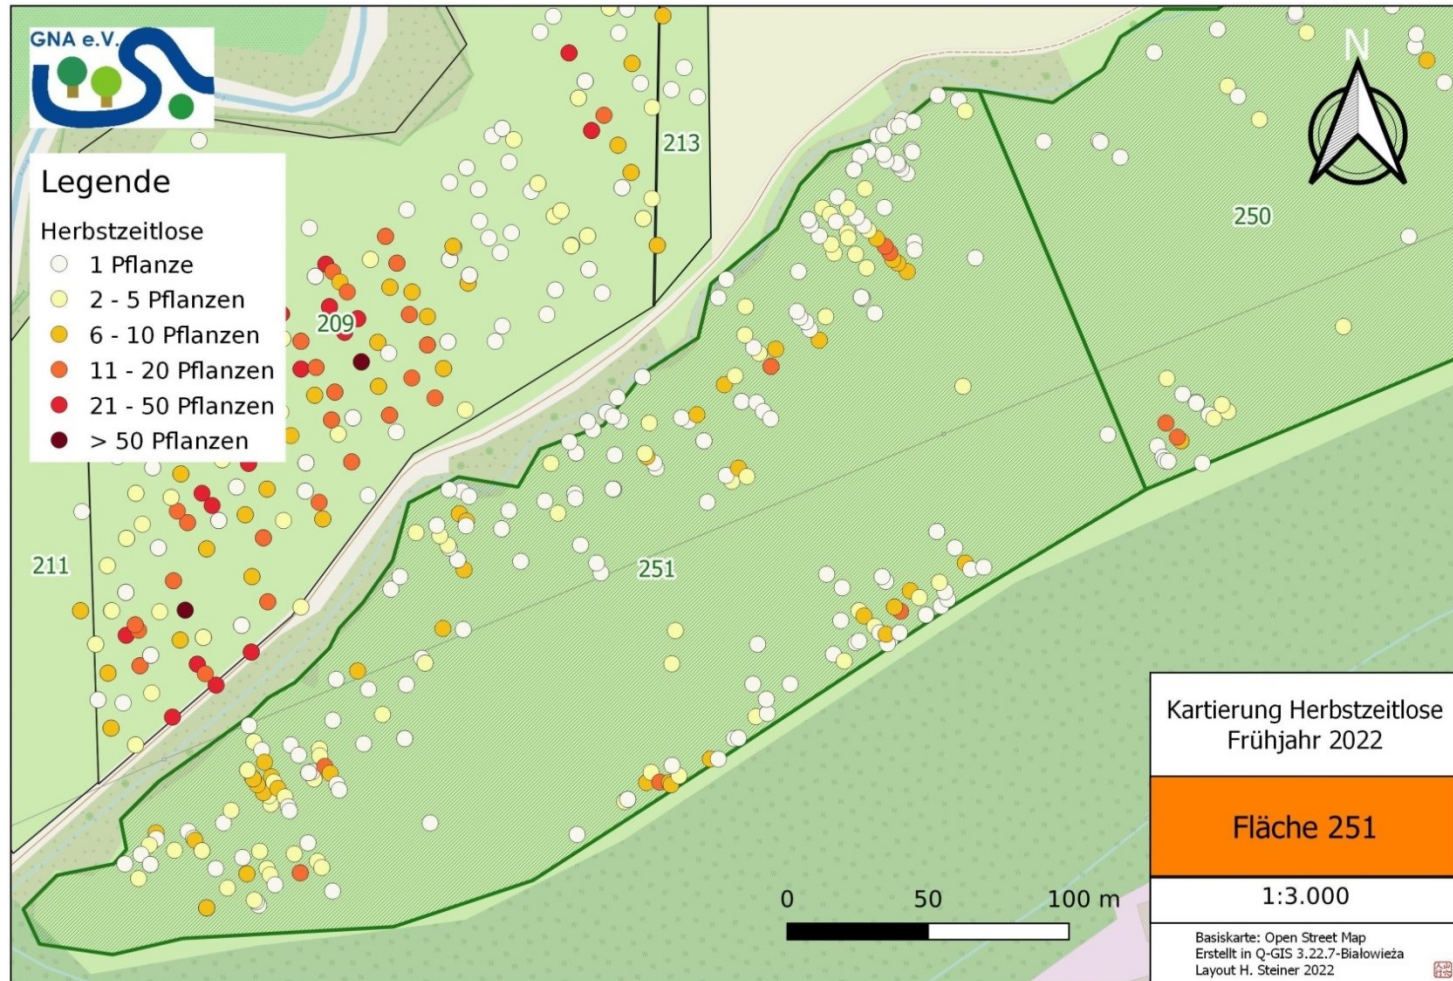 GNA e.V.
N
213
250
Legende
Herbstzeitlose
1 Pflanze
2 - 5 Pflanzen
6 - 10 Pflanzen
11 - 20 Pflanzen
21 - 50 Pflanzen
> 50 Pflanzen
209
211
251
Kartierung Herbstzeitlose
Frühjahr 2022
Fläche 251
0 50 100 m
1:3.000
Basiskarte: Open Street Map
Erstellt in Q-GIS 3.22.7-Białowieża
Layout H. Steiner 2022